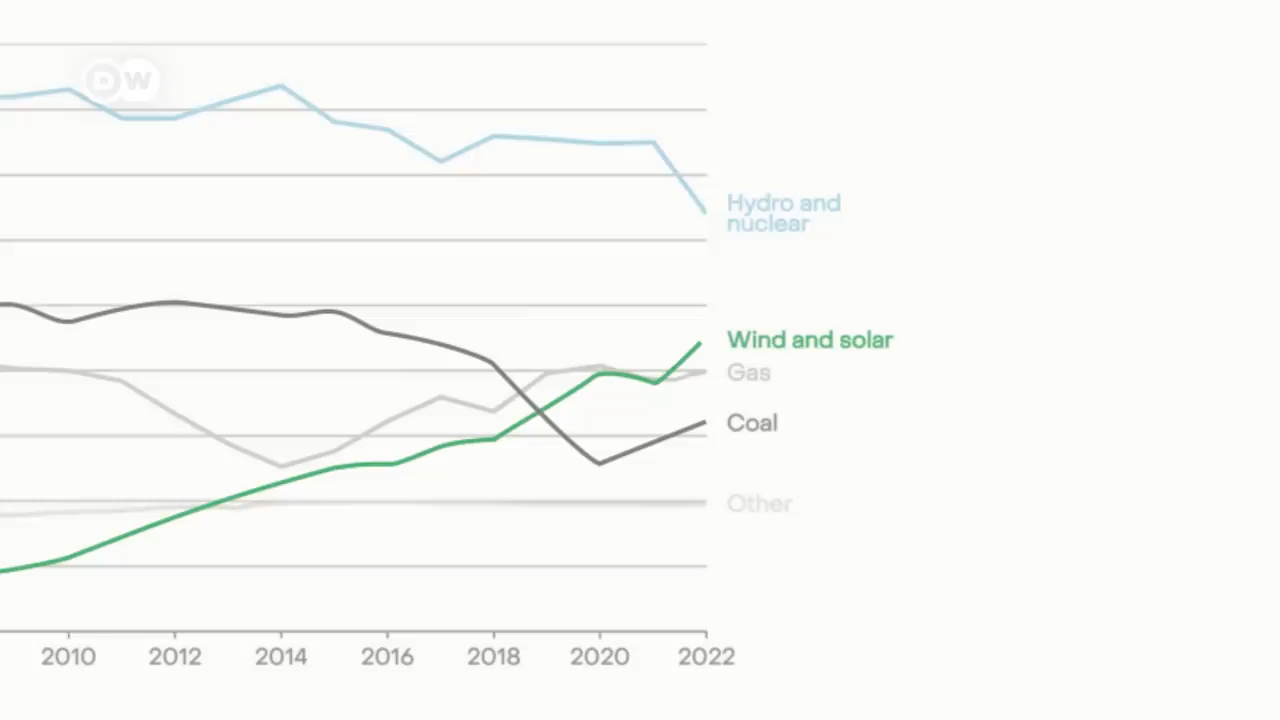 DW
Hydro and
nuclear
Wind and solar
Gas
Coal
Other
2010 2012 2014 2016 2018 2020 2022